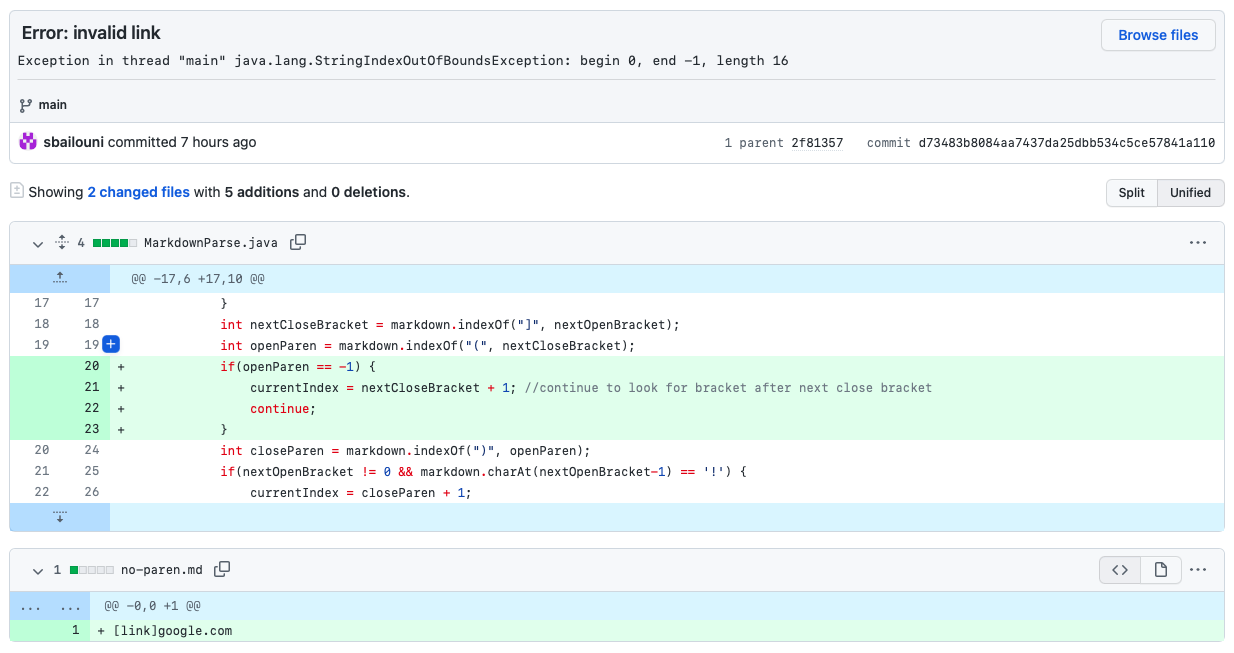 Error: invalid link
Browse files
Exception in thread "main" java.lang.StringIndexOutOfBoundsException: begin 0, end -1, length 16
main
sbailouni committed 7 hours ago 1 parent 2f81357 commit d73483b8084aa7437da25dbb534c5ce57841a110
Showing 2 changed files with 5 additions and 0 deletions. Split Unified
4 MarkdownParse.java
@@ -17,6 +17,10 @@
17 17 }
18 18 int nextCloseBracket = markdown.indexOf("]", nextOpenBracket);
19 19 + int openParen = markdown.indexOf("(", nextCloseBracket);
20 + if(openParen == -1) {
21 + currentIndex = nextCloseBracket + 1; //continue to look for bracket after next close bracket
22 + continue;
23 + }
20 24 int closeParen = markdown.indexOf(")", openParen);
21 25 if(nextOpenBracket != 0 && markdown.charAt(nextOpenBracket-1) == '!') {
22 26 currentIndex = closeParen + 1;
1 no-paren.md
... ... @@ -0,0 +1 @@
1 + [link]google.com